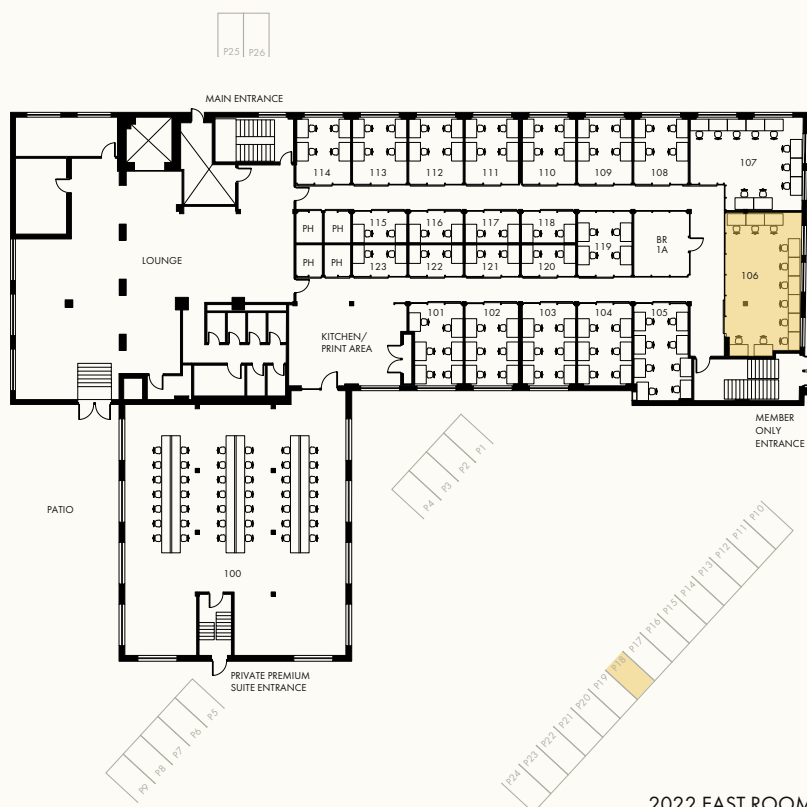 P25 P26
MAIN ENTRANCE
114 113 112 111 110 109 108 107
PH PH 115 116 117 118 119 BR
1A
PH PH 123 122 121 120
106
LOUNGE
101 102 103 104 105
KITCHEN/
PRINT AREA
MEMBER
ONLY
ENTRANCE
P4 P3 P2 P1
PATIO
100
P24 P23 P22 P21 P20 P19 P18 P17 P16 P15 P14 P13 P12 P11 P10
PRIVATE PREMIUM
SUITE ENTRANCE
P9 P8 P7 P6 P5
2022 EAST ROOM